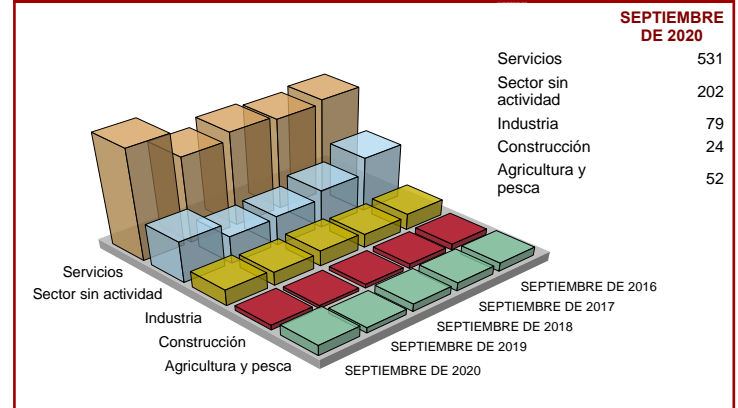 SEPTIEMBRE
DE 2020
Servicios 531
Sector sin
actividad 202
Industria 79
Construcción 24
Agricultura y
pesca 52
Servicios
Sector sin actividad
Industria
Construcción
Agricultura y pesca
SEPTIEMBRE DE 2016
SEPTIEMBRE DE 2017
SEPTIEMBRE DE 2018
SEPTIEMBRE DE 2019
SEPTIEMBRE DE 2020